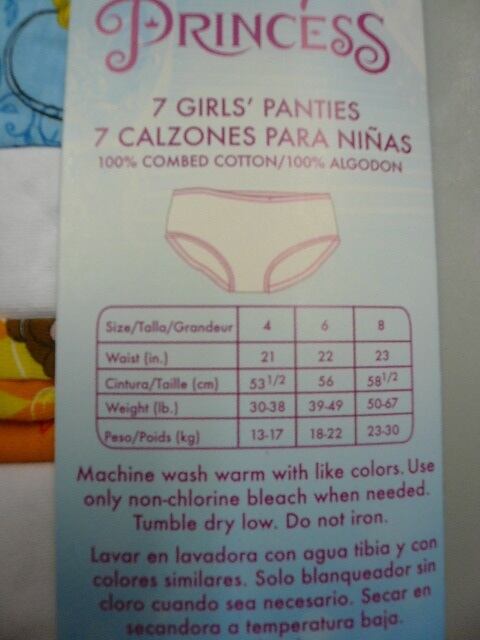 PRINCESS
7 GIRLS' PANTIES
7 CALZONES PARA NIÑAS
100% COMBED COTTON/100% ALGODON
Size/Talla/Grandeur 4 6 8
Waist (in.) 21 22 23
Cintura/Taille (cm) 53 1/2 56 58 1/2
Weight (lb.) 30-38 39-49 50-67
Peso/Poids (kg) 13-17 18-22 23-30
Machine wash warm with like colors. Use
only non-chlorine bleach when needed.
Tumble dry low. Do not iron.
Lavar en lavadora con agua tibia y con
colores similares. Solo blanqueador sin
cloro cuando sea necesario. Secar en
secandora a temperatura baja.